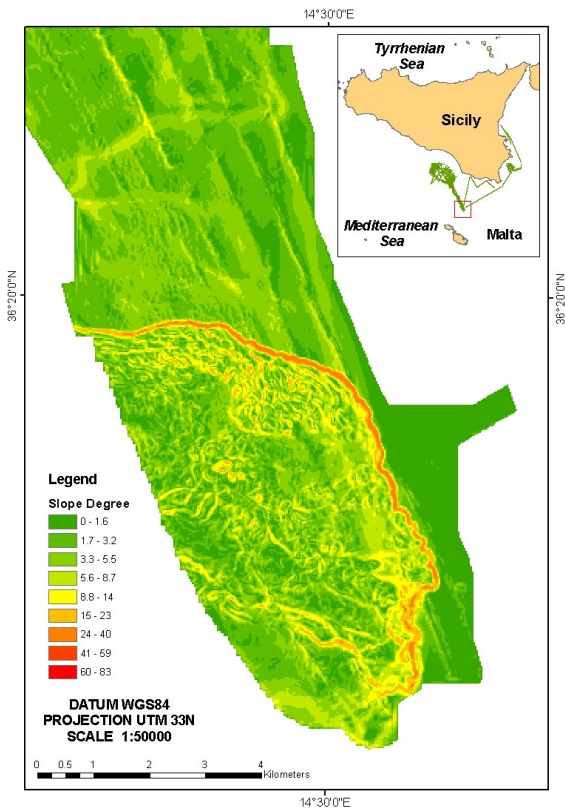 14°30'0"E
Tyrrhenian
Sea
Sicily
Mediterranean
Sea
Malta
36°20'0"N
36°20'0"N
Legend
Slope Degree
0 - 1.6
1.7 - 3.2
3.3 - 5.5
5.6 - 8.7
8.8 - 14
15 - 23
24 - 40
41 - 59
60 - 83
DATUM WGS84
PROJECTION UTM 33N
SCALE 1:50000
0 0.5 1 2 3 4
Kilometers
14°30'0"E